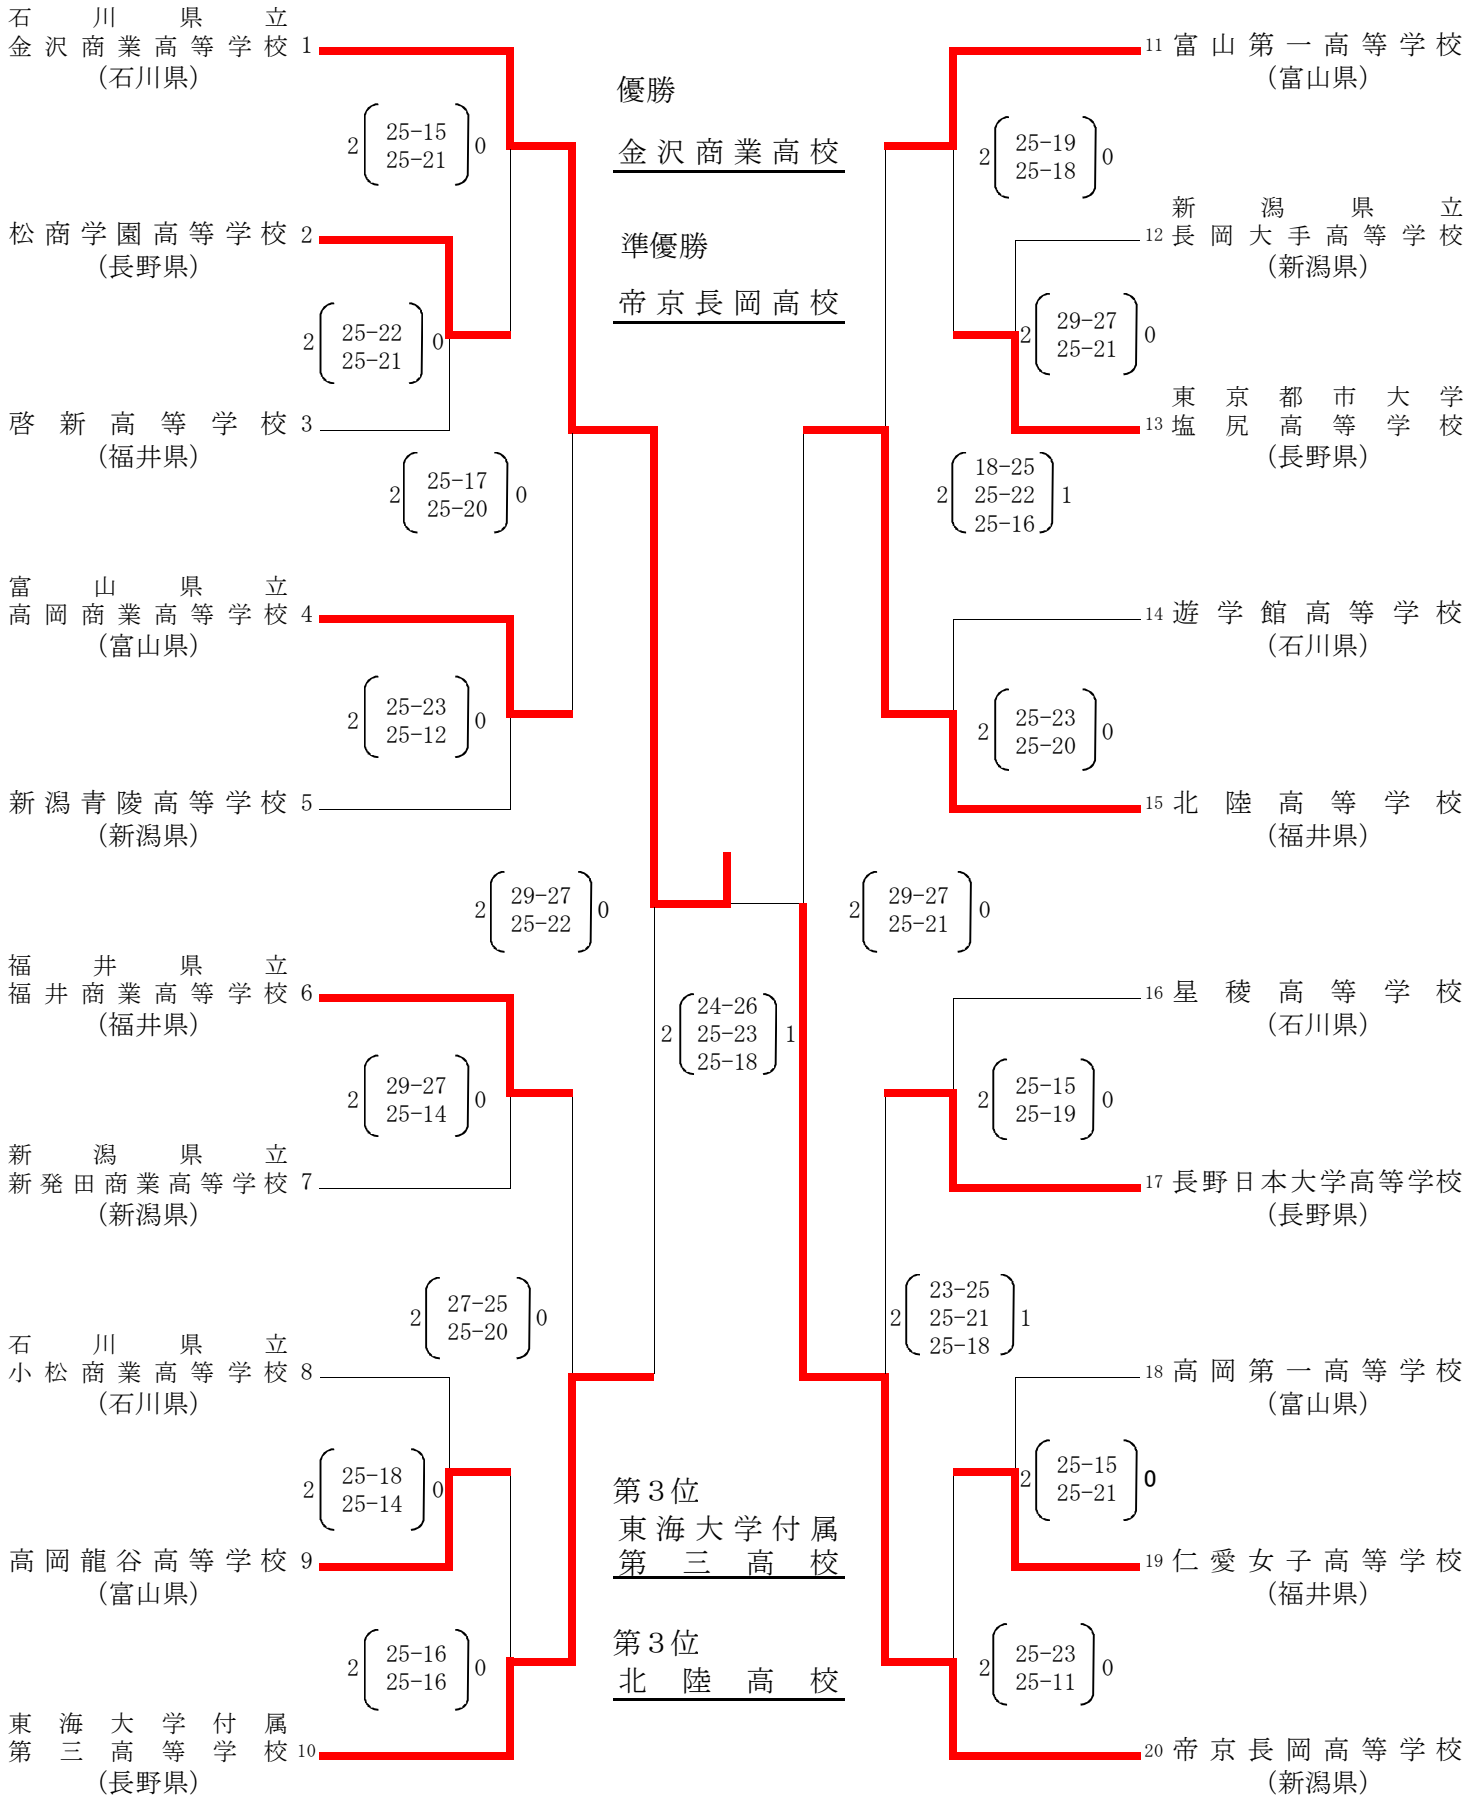 石川県立
金沢商業高等学校 1
(石川県)
2 25-15 0
25-21
松商学園高等学校 2
(長野県)
2 25-22 0
25-21
啓新高等学校 3
(福井県)
2 25-17 0
25-20
富山県立
高岡商業高等学校 4
(富山県)
2 25-23 0
25-12
新潟青陵高等学校 5
(新潟県)
2 29-27 0
25-22
福井県立
福井商業高等学校 6
(福井県)
2 29-27 0
25-14
新潟県立
新発田商業高等学校 7
(新潟県)
2 27-25 0
25-20
石川県立
小松商業高等学校 8
(石川県)
2 25-18 0
25-14
高岡龍谷高等学校 9
(富山県)
2 25-16 0
25-16
東海大学付属
第三高等学校 10
(長野県)
優勝
金沢商業高校
準優勝
帝京長岡高校
2 24-26 1
25-23
25-18
第３位
東海大学付属
第三高校
第３位
北陸高校
11 富山第一高等学校
(富山県)
2 25-19 0
25-18
新潟県立
12 長岡大手高等学校
(新潟県)
2 29-27 0
25-21
東京都市大学
13 塩尻高等学校
(長野県)
2 18-25 1
25-22
25-16
14 遊学館高等学校
(石川県)
2 25-23 0
25-20
15 北陸高等学校
(福井県)
2 29-27 0
25-21
16 星稜高等学校
(石川県)
2 25-15 0
25-19
17 長野日本大学高等学校
(長野県)
2 23-25 1
25-21
25-18
18 高岡第一高等学校
(富山県)
2 25-15 0
25-21
19 仁愛女子高等学校
(福井県)
2 25-23 0
25-11
20 帝京長岡高等学校
(新潟県)